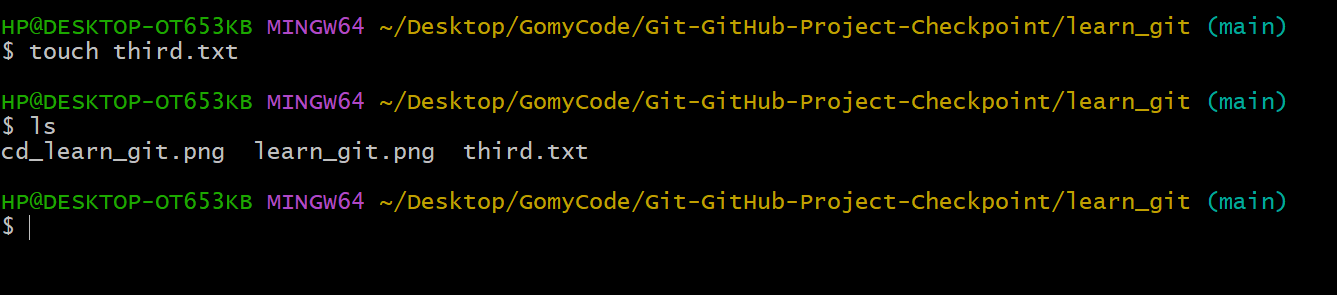 HP@DESKTOP-OT653KB MINGW64 ~/Desktop/GomyCode/Git-GitHub-Project-Checkpoint/learn_git (main)
$ touch third.txt
HP@DESKTOP-OT653KB MINGW64 ~/Desktop/GomyCode/Git-GitHub-Project-Checkpoint/learn_git (main)
$ ls
cd_learn_git.png  learn_git.png  third.txt
HP@DESKTOP-OT653KB MINGW64 ~/Desktop/GomyCode/Git-GitHub-Project-Checkpoint/learn_git (main)
$